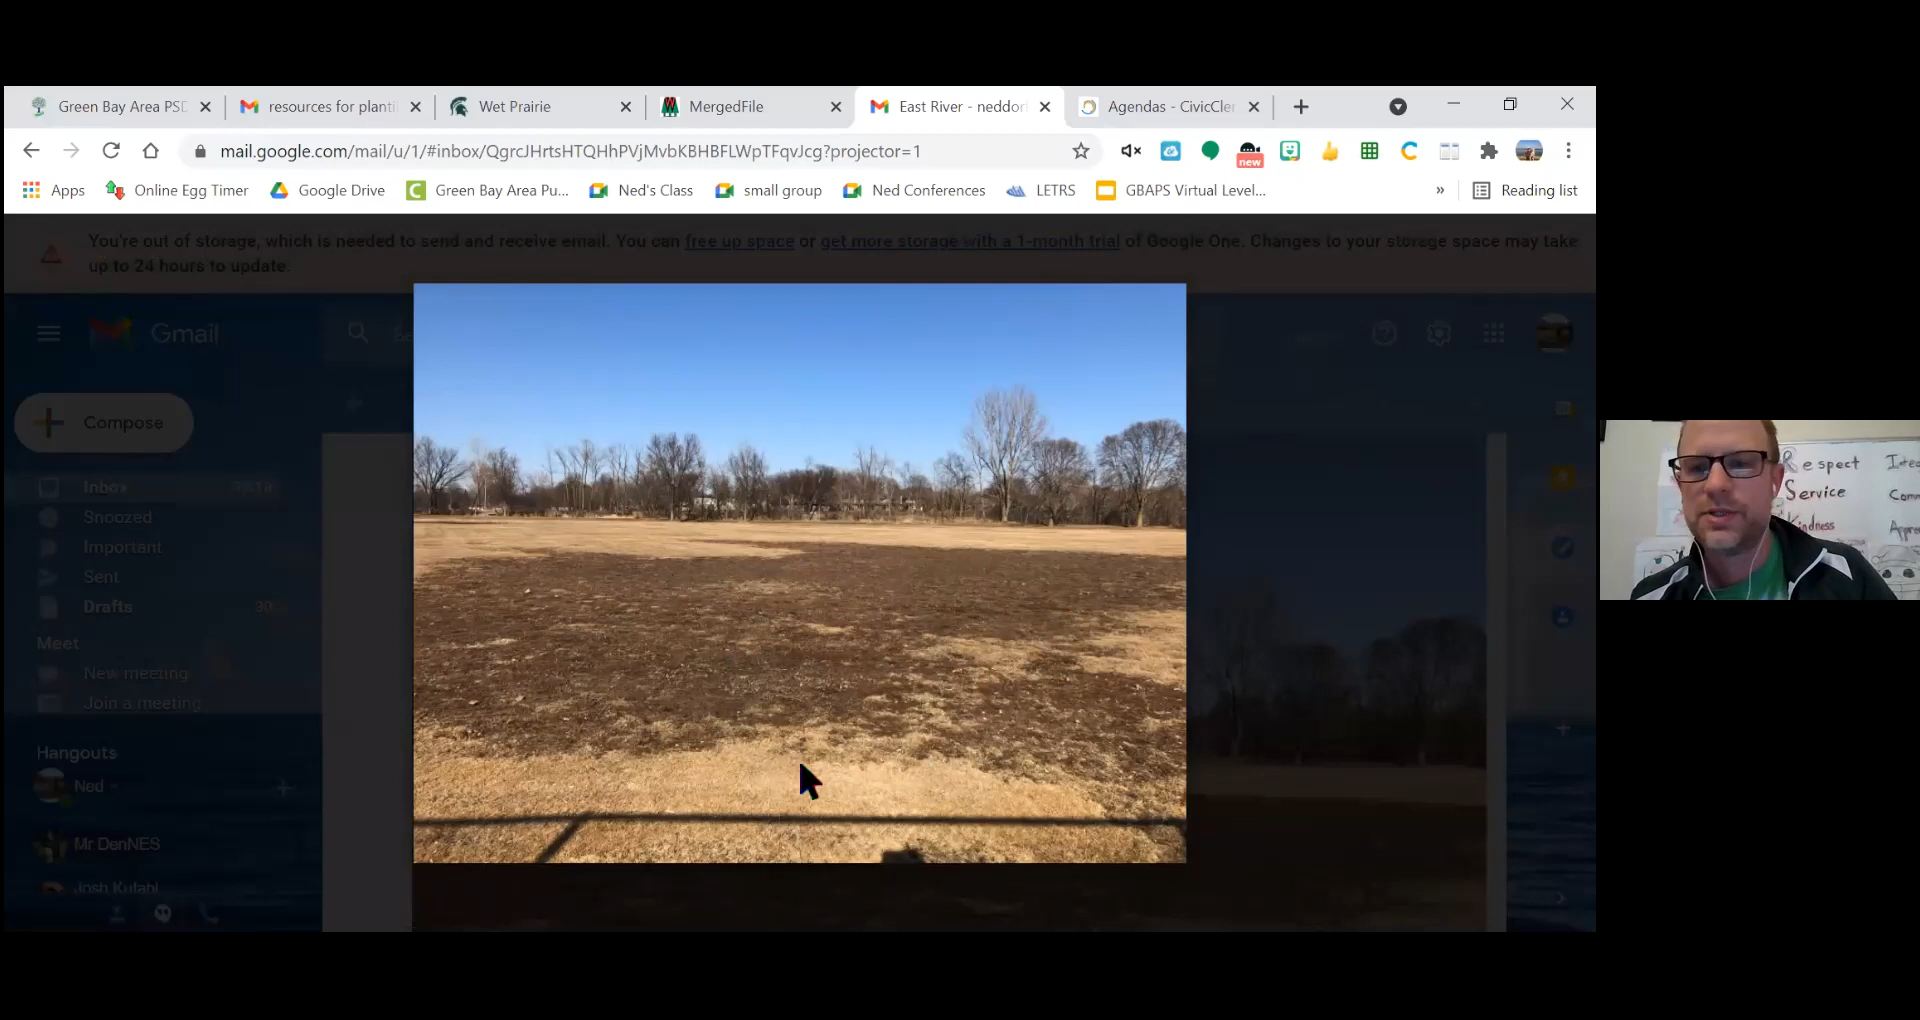 Green Bay Area PSD
resources for planti
Wet Prairie
MergedFile
East River - neddor
Agendas - CivicCler
mail.google.com/mail/u/1/#inbox/QgrcJHrtsHTQHhPVjMvbKBHBFLWpTFqvJcg?projector=1
new
Apps
Online Egg Timer
Google Drive
Green Bay Area Pu...
Ned's Class
small group
Ned Conferences
LETRS
GBAPS Virtual Level...
»
Reading list
You're out of storage, which is needed to send and receive email. You can free up space or get more storage with a 1-month trial of Google One. Changes to your storage space may take
up to 24 hours to update.
Gmail
Compose
Inbox
Snoozed
Important
Sent
Drafts 30
Meet
New meeting
Join a meeting
Hangouts
Ned
Mr DenNES
Respect
Service
Kindness